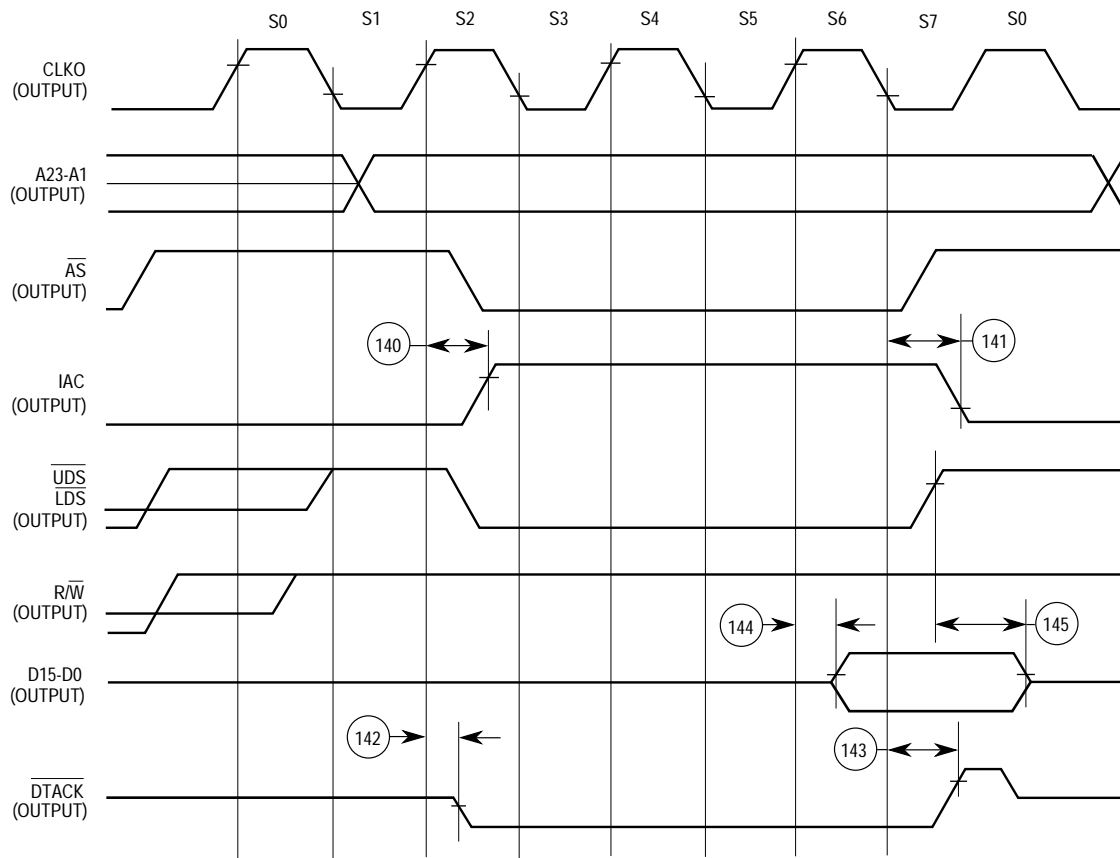 S0 S1 S2 S3 S4 S5 S6 S7 S0
CLKO
(OUTPUT)
A23-A1
(OUTPUT)
AS
(OUTPUT)
140
141
IAC
(OUTPUT)
UDS
LDS
(OUTPUT)
R/W
(OUTPUT)
144
145
D15-D0
(OUTPUT)
142
143
DTACK
(OUTPUT)